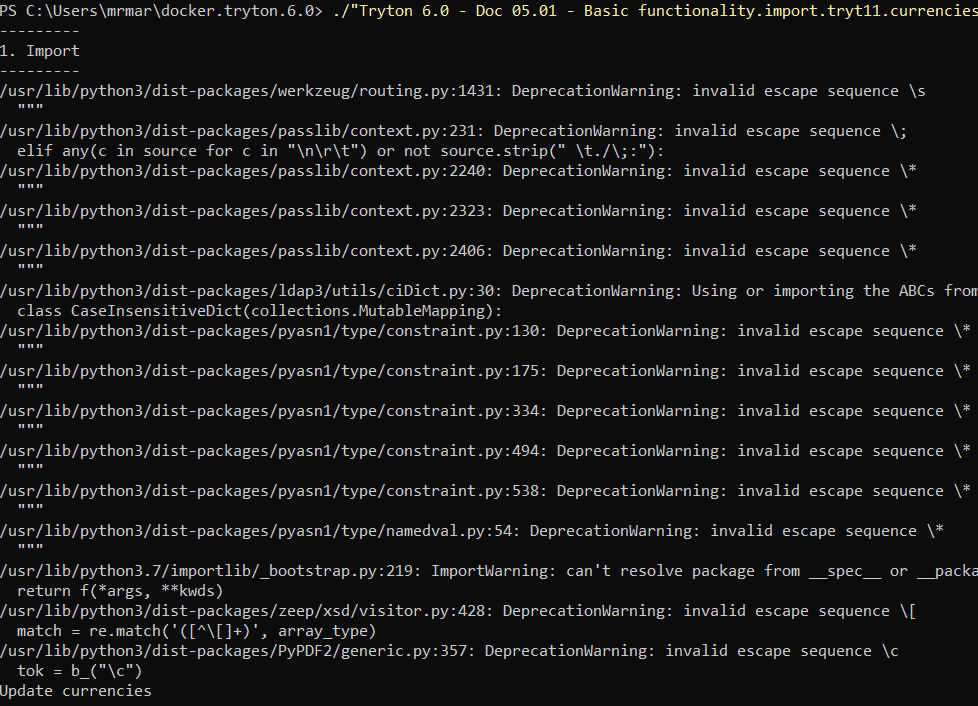 PS C:\Users\mrmar\docker.tryton.6.0> ./"Tryton 6.0 - Doc 05.01 - Basic functionality.import.tryt11.currencies
---------
1. Import
---------
/usr/lib/python3/dist-packages/werkzeug/routing.py:1431: DeprecationWarning: invalid escape sequence \s
  """
/usr/lib/python3/dist-packages/passlib/context.py:231: DeprecationWarning: invalid escape sequence \;
  elif any(c in source for c in "\n\r\t") or not source.strip(" \t./\;:"):
/usr/lib/python3/dist-packages/passlib/context.py:2240: DeprecationWarning: invalid escape sequence \*
  """
/usr/lib/python3/dist-packages/passlib/context.py:2323: DeprecationWarning: invalid escape sequence \*
  """
/usr/lib/python3/dist-packages/passlib/context.py:2406: DeprecationWarning: invalid escape sequence \*
  """
/usr/lib/python3/dist-packages/ldap3/utils/ciDict.py:30: DeprecationWarning: Using or importing the ABCs from
  class CaseInsensitiveDict(collections.MutableMapping):
/usr/lib/python3/dist-packages/pyasn1/type/constraint.py:130: DeprecationWarning: invalid escape sequence \*
  """
/usr/lib/python3/dist-packages/pyasn1/type/constraint.py:175: DeprecationWarning: invalid escape sequence \*
  """
/usr/lib/python3/dist-packages/pyasn1/type/constraint.py:334: DeprecationWarning: invalid escape sequence \*
  """
/usr/lib/python3/dist-packages/pyasn1/type/constraint.py:494: DeprecationWarning: invalid escape sequence \*
  """
/usr/lib/python3/dist-packages/pyasn1/type/constraint.py:538: DeprecationWarning: invalid escape sequence \*
  """
/usr/lib/python3/dist-packages/pyasn1/type/namedval.py:54: DeprecationWarning: invalid escape sequence \*
  """
/usr/lib/python3.7/importlib/_bootstrap.py:219: ImportWarning: can't resolve package from __spec__ or __packa
  return f(*args, **kwds)
/usr/lib/python3/dist-packages/zeep/xsd/visitor.py:428: DeprecationWarning: invalid escape sequence \[
  match = re.match('([^\[]+)', array_type)
/usr/lib/python3/dist-packages/PyPDF2/generic.py:357: DeprecationWarning: invalid escape sequence \c
  tok = b_("\c")
Update currencies